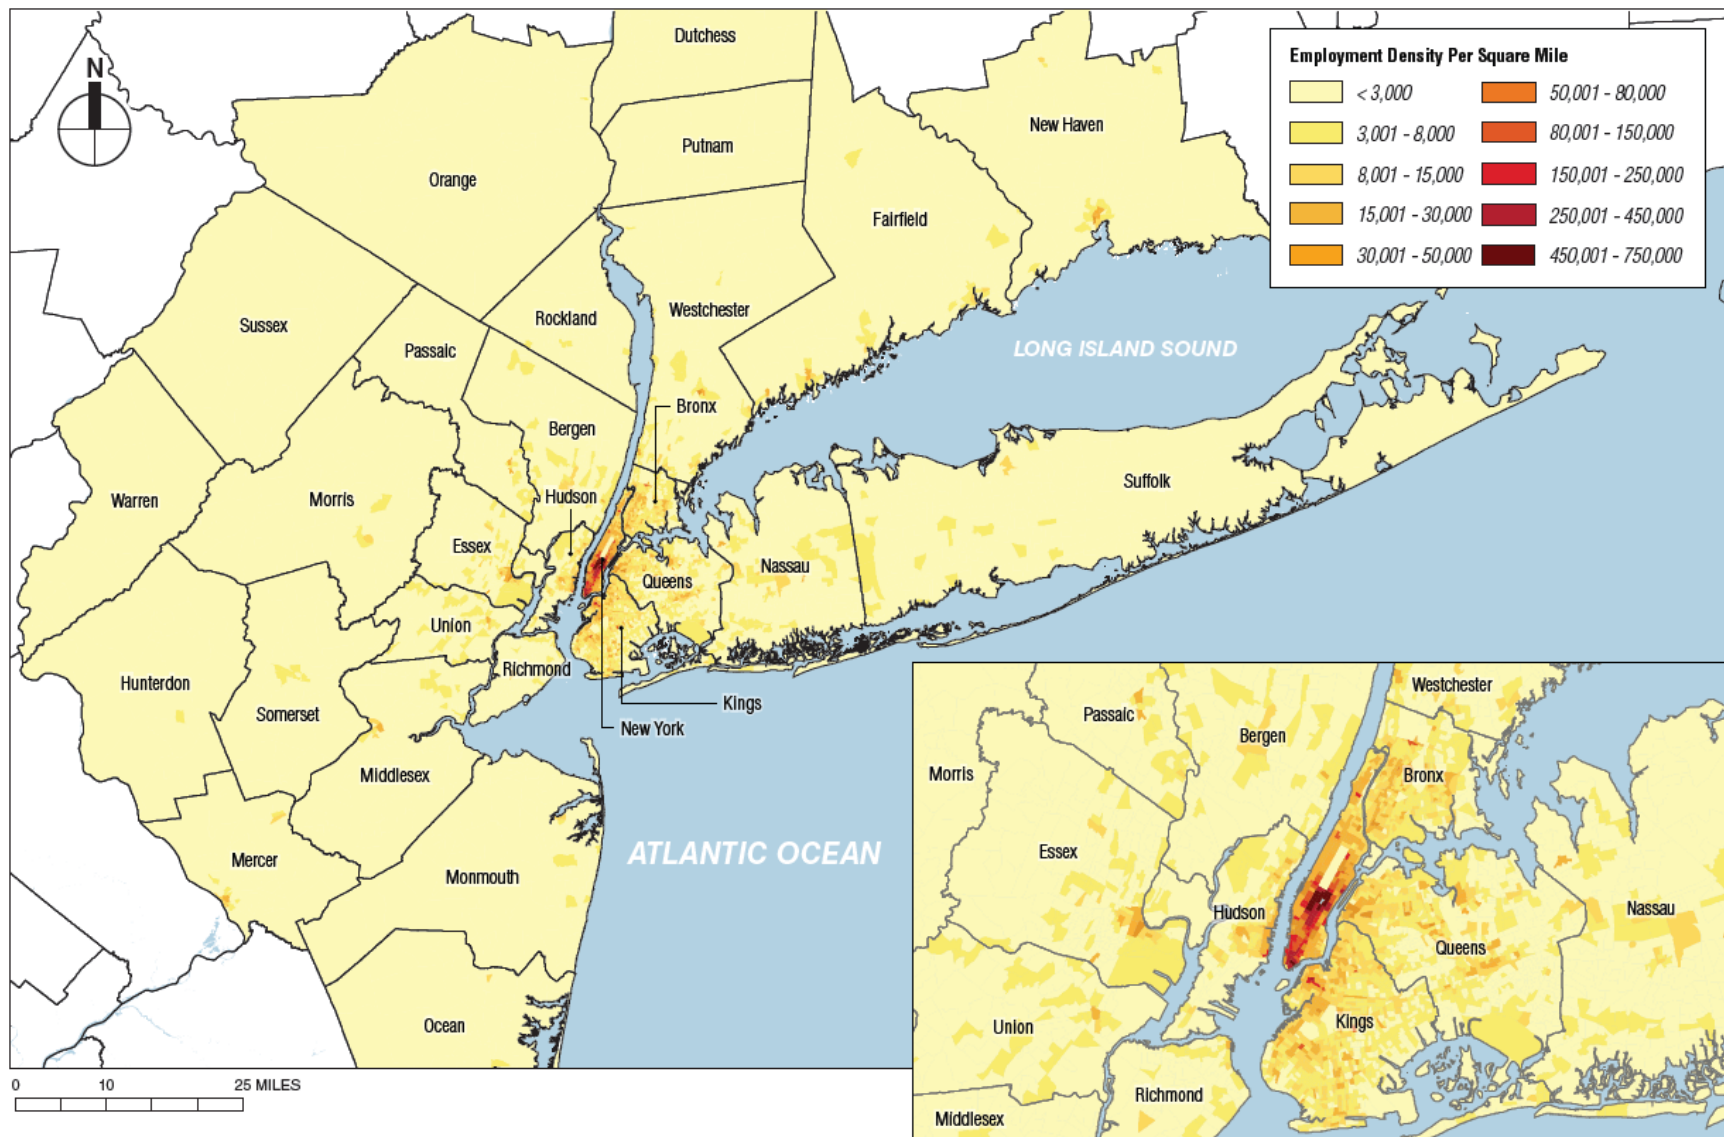 N
Dutchess
Putnam
Orange
New Haven
Fairfield
Sussex
Passaic
Rockland
Westchester
Bronx
Bergen
Warren
Morris
Hudson
Essex
Queens
Nassau
Suffolk
Union
Richmond
Kings
New York
Hunterdon
Somerset
Middlesex
Mercer
Monmouth
Ocean
LONG ISLAND SOUND
ATLANTIC OCEAN
Employment Density Per Square Mile
< 3,000
3,001 - 8,000
8,001 - 15,000
15,001 - 30,000
30,001 - 50,000
50,001 - 80,000
80,001 - 150,000
150,001 - 250,000
250,001 - 450,000
450,001 - 750,000
0 10 25 MILES
Westchester
Passaic
Bergen
Morris
Bronx
Essex
Hudson
Nassau
Queens
Union
Kings
Richmond
Middlesex